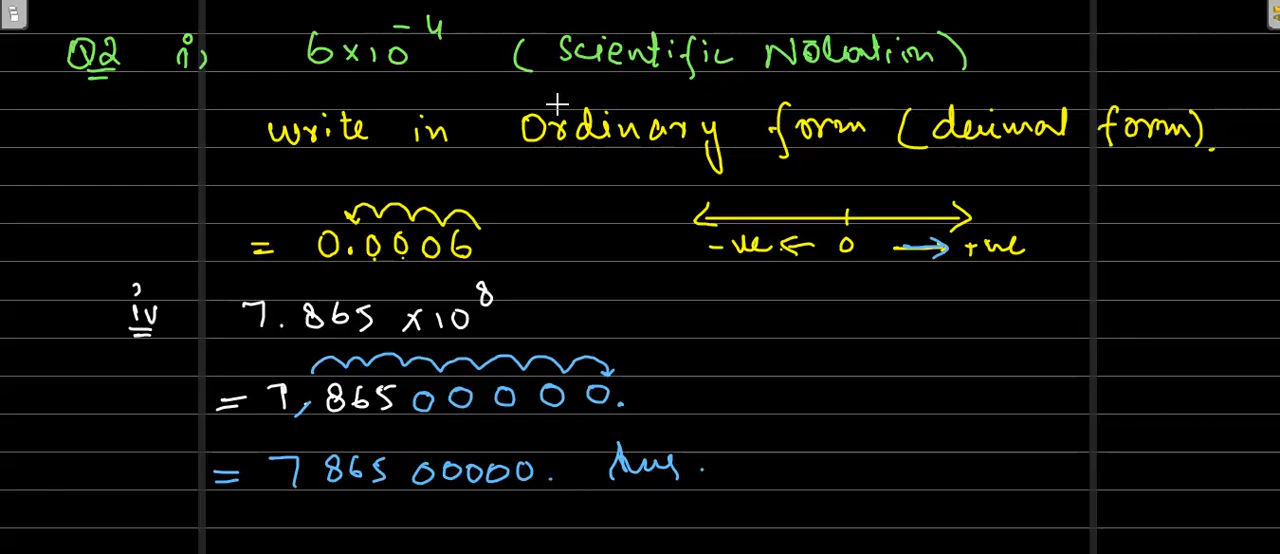 Q2 i, 6×10⁻⁴ (Scientific Notation)
write in Ordinary form (decimal form).
= 0.0006
-ve ← 0 → +ve
iv 7.865 ×10⁸
= 7,86500000.
= 786500000. Ans.